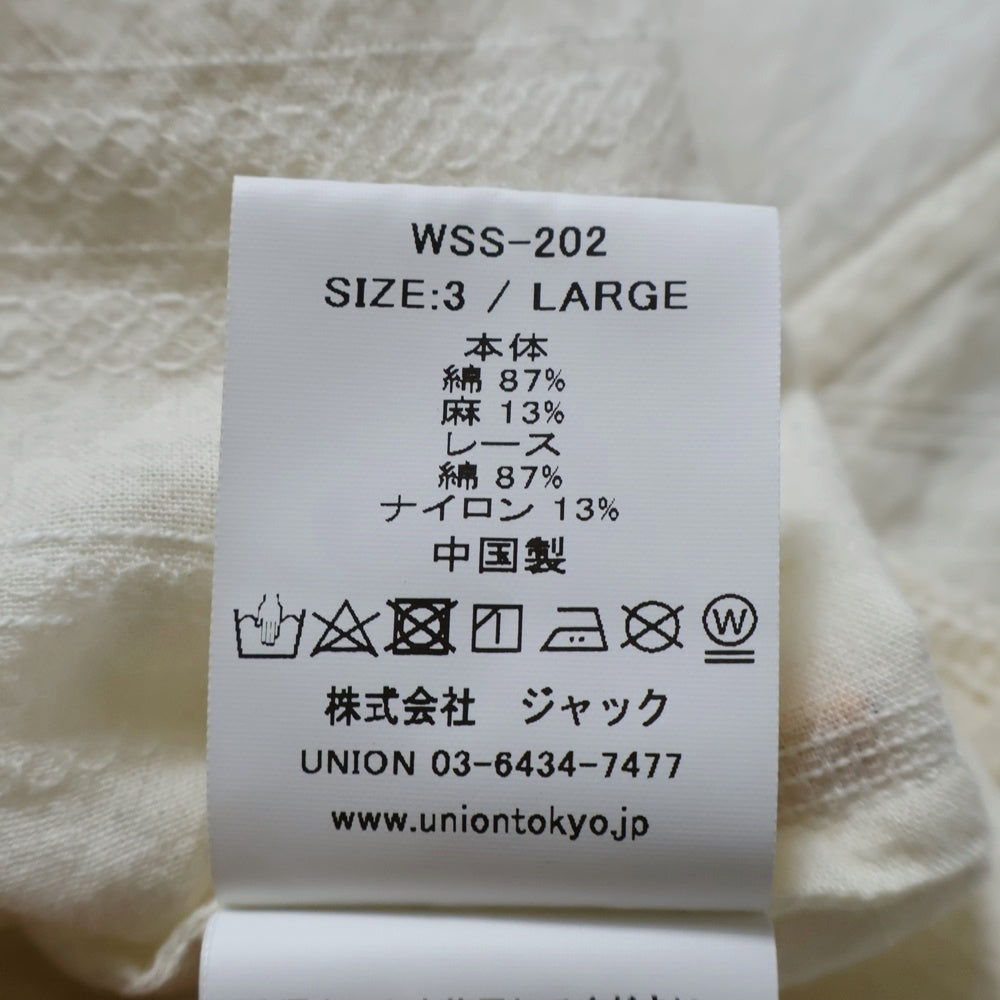 WSS-202
SIZE:3 / LARGE
本体
綿 87%
麻 13%
レース
綿 87%
ナイロン 13%
中国製
W
株式会社 ジャック
UNION 03-6434-7477
www.uniontokyo.jp